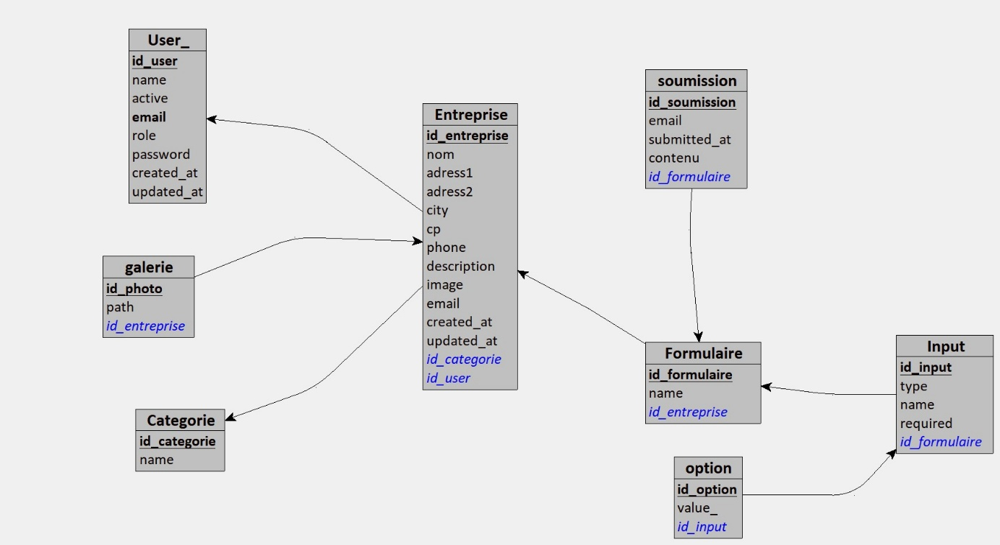 User_
id_user
name
active
email
role
password
created_at
updated_at
galerie
id_photo
path
id_entreprise
Categorie
id_categorie
name
Entreprise
id_entreprise
nom
adress1
adress2
city
cp
phone
description
image
email
created_at
updated_at
id_categorie
id_user
soumission
id_soumission
email
submitted_at
contenu
id_formulaire
Formulaire
id_formulaire
name
id_entreprise
option
id_option
value_
id_input
Input
id_input
type
name
required
id_formulaire